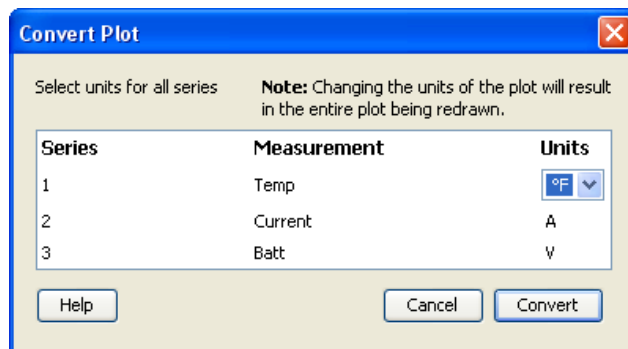 Convert Plot
Select units for all series
Note: Changing the units of the plot will result
in the entire plot being redrawn.
Series Measurement Units
1 Temp °F
2 Current A
3 Batt V
Help Cancel Convert